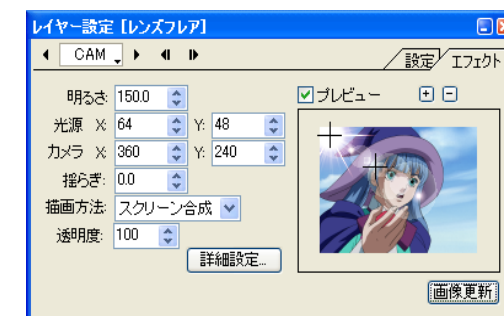 レイヤー設定 [レンズフレア]
CAM
設定 エフェクト
明るさ: 150.0
プレビュー
光源 X: 64 Y: 48
カメラ X: 360 Y: 240
揺らぎ: 0.0
描画方法: スクリーン合成
透明度: 100
詳細設定...
画像更新